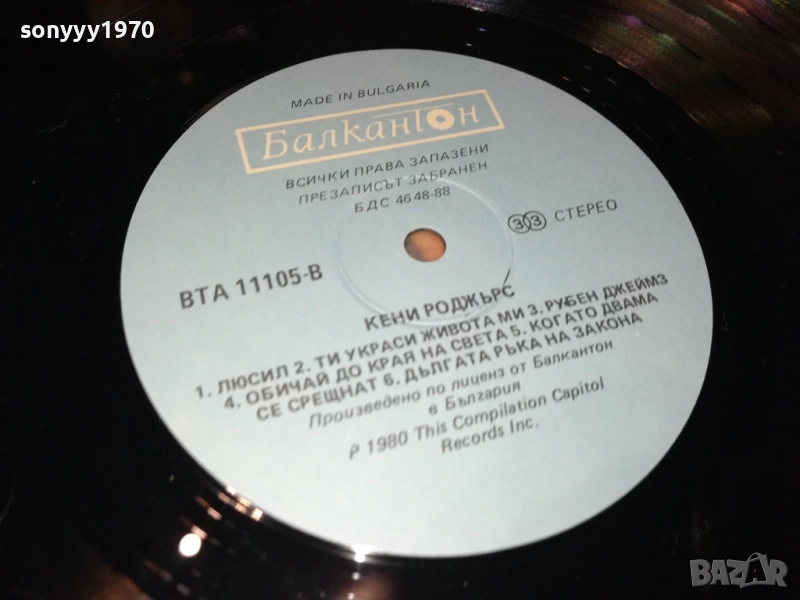 sonyyy1970
MADE IN BULGARIA
БалканТон
ВСИЧКИ ПРАВА ЗАПАЗЕНИ
ПРЕЗАПИСЪТ ЗАБРАНЕН
БДС 4648-88
33 СТЕРЕО
ВТА 11105-В
КЕНИ РОДЖЪРС
1. ЛЮСИЛ 2. ТИ УКРАСИ ЖИВОТА МИ 3. РУБЕН ДЖЕЙМЗ
4. ОБИЧАЙ ДО КРАЯ НА СВЕТА 5. КОГАТО ДВАМА
СЕ СРЕЩНАТ 6. ДЪЛГАТА РЪКА НА ЗАКОНА
Произведено по лиценз от Балкантон
в България
P 1980 This Compilation Capitol
Records Inc.
BAZAR